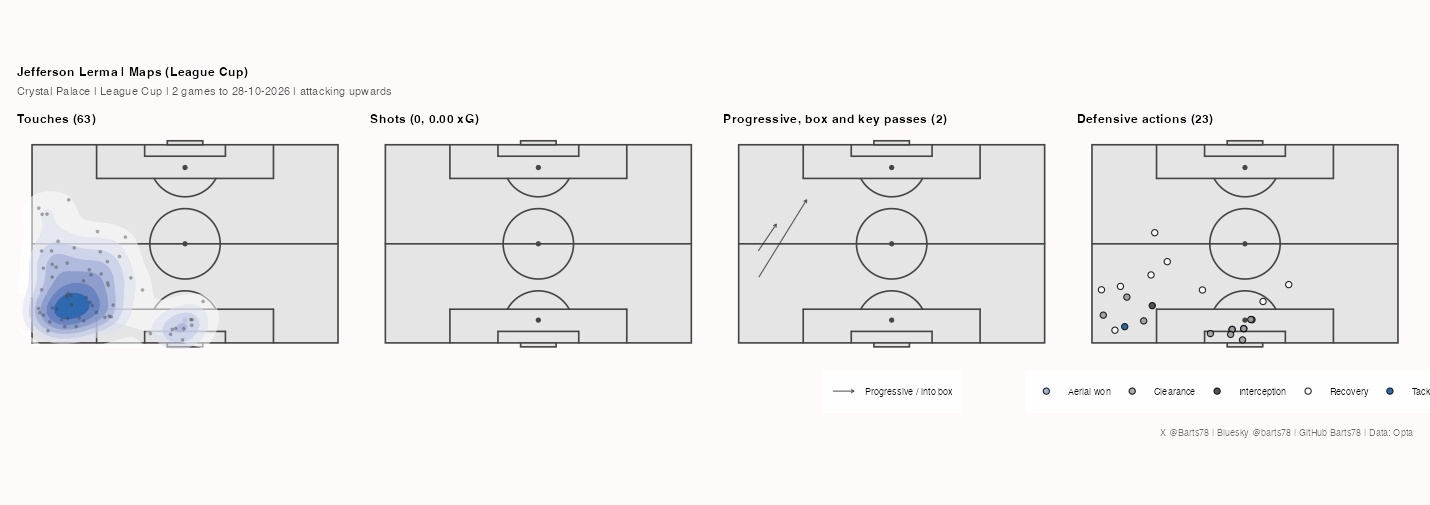 Jefferson Lerma | Maps (League Cup)
Crystal Palace | League Cup | 2 games to 28-10-2026 | attacking upwards
Touches (63)
Shots (0, 0.00 xG)
Progressive, box and key passes (2)
Defensive actions (23)
Progressive / into box
Aerial won
Clearance
Interception
Recovery
Tack
X @Barts78 | Bluesky @barts78 | GitHub Barts78 | Data: Opta